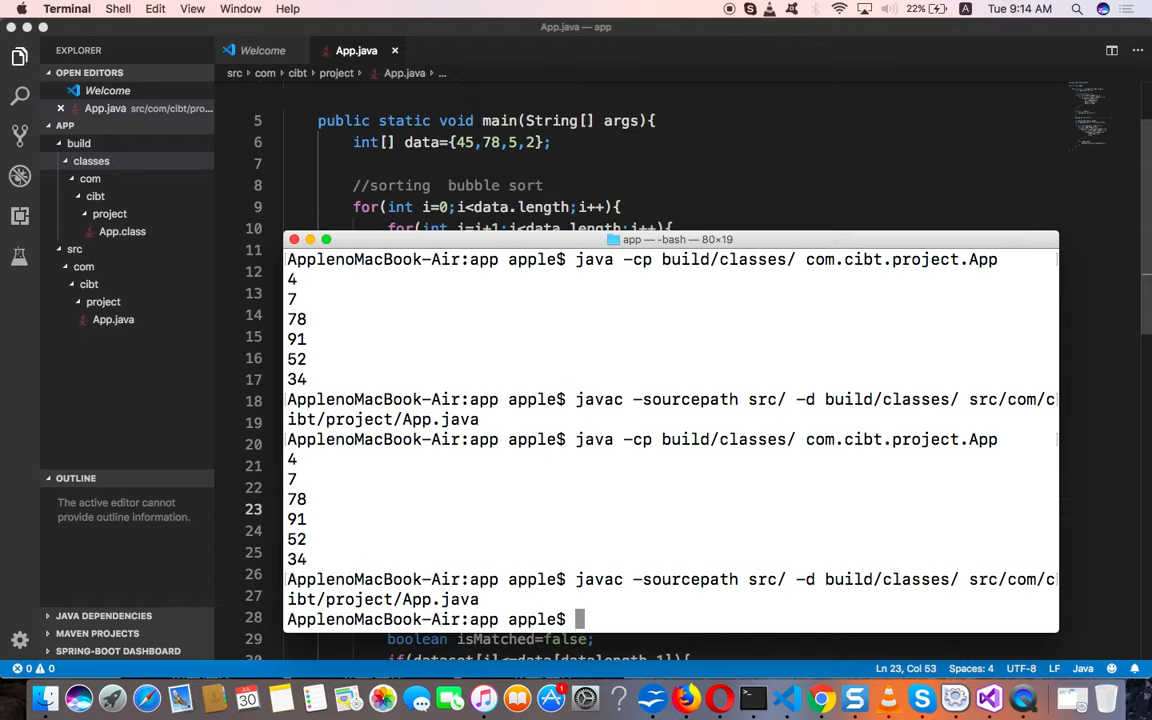 Terminal Shell Edit View Window Help 22% A Tue 9:14 AM
App.java — app
EXPLORER
Welcome
App.java
OPEN EDITORS
Welcome
App.java src/com/cibt/pro...
src com cibt project App.java ...
APP
build
classes
com
cibt
project
App.class
src
com
cibt
project
App.java
5 public static void main(String[] args){
6 int[] data={45,78,5,2};
7
8 //sorting bubble sort
9 for(int i=0;i<data.length;i++){
10
11
12
13
14
15
16
17
18
19
20
21
22
23
24
25
26
27
28
29 boolean isMatched=false;
app — -bash — 80×19
ApplenoMacBook-Air:app apple$ java -cp build/classes/ com.cibt.project.App
4
7
78
91
52
34
ApplenoMacBook-Air:app apple$ javac -sourcepath src/ -d build/classes/ src/com/c
ibt/project/App.java
ApplenoMacBook-Air:app apple$ java -cp build/classes/ com.cibt.project.App
4
7
78
91
52
34
ApplenoMacBook-Air:app apple$ javac -sourcepath src/ -d build/classes/ src/com/c
ibt/project/App.java
ApplenoMacBook-Air:app apple$
OUTLINE
The active editor cannot
provide outline information.
JAVA DEPENDENCIES
MAVEN PROJECTS
SPRING-BOOT DASHBOARD
0 0 Ln 23, Col 53 Spaces: 4 UTF-8 LF Java